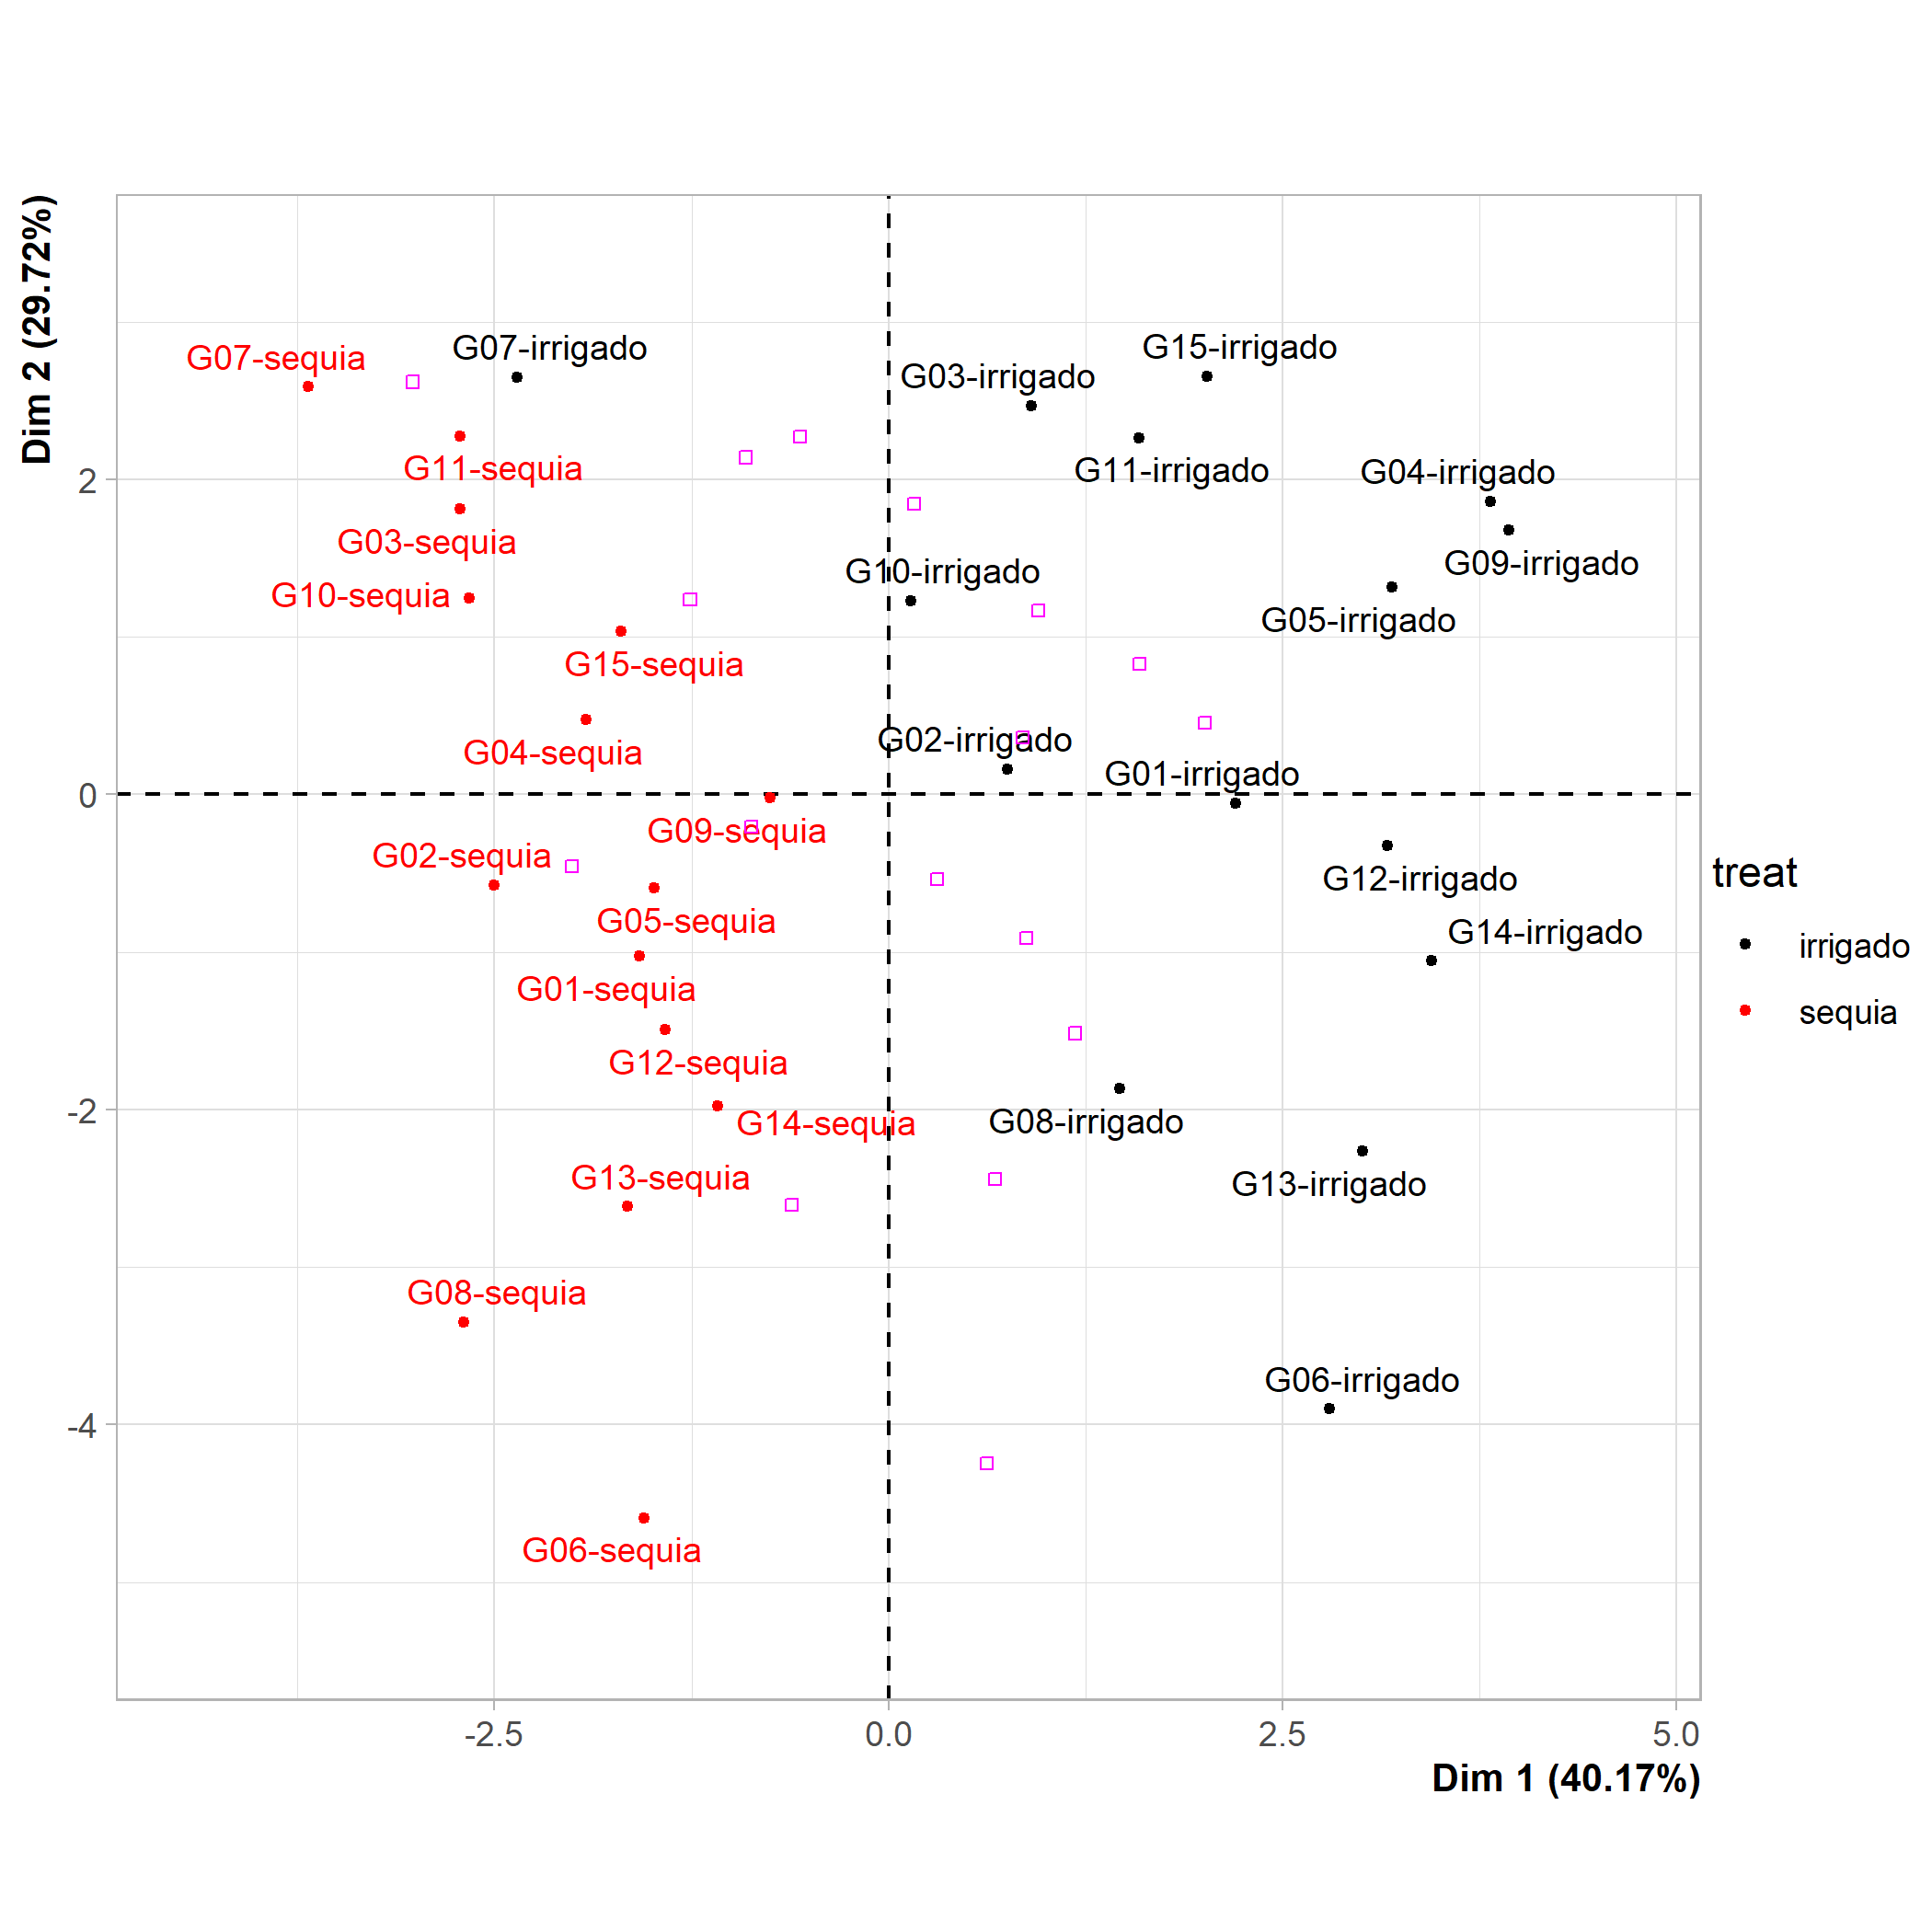 Dim 2 (29.72%)
G07-sequia
G07-irrigado
G15-irrigado
G03-irrigado
G11-sequia
G11-irrigado
G04-irrigado
2
G03-sequia
G09-irrigado
G10-irrigado
G10-sequia
G05-irrigado
G15-sequia
G02-irrigado
G04-sequia
G01-irrigado
0
G09-sequia
G02-sequia
G12-irrigado
treat
G05-sequia
G14-irrigado
irrigado
G01-sequia
sequia
G12-sequia
-2
G14-sequia
G08-irrigado
G13-sequia
G13-irrigado
G08-sequia
G06-irrigado
-4
G06-sequia
-2.5
0.0
2.5
5.0
Dim 1 (40.17%)